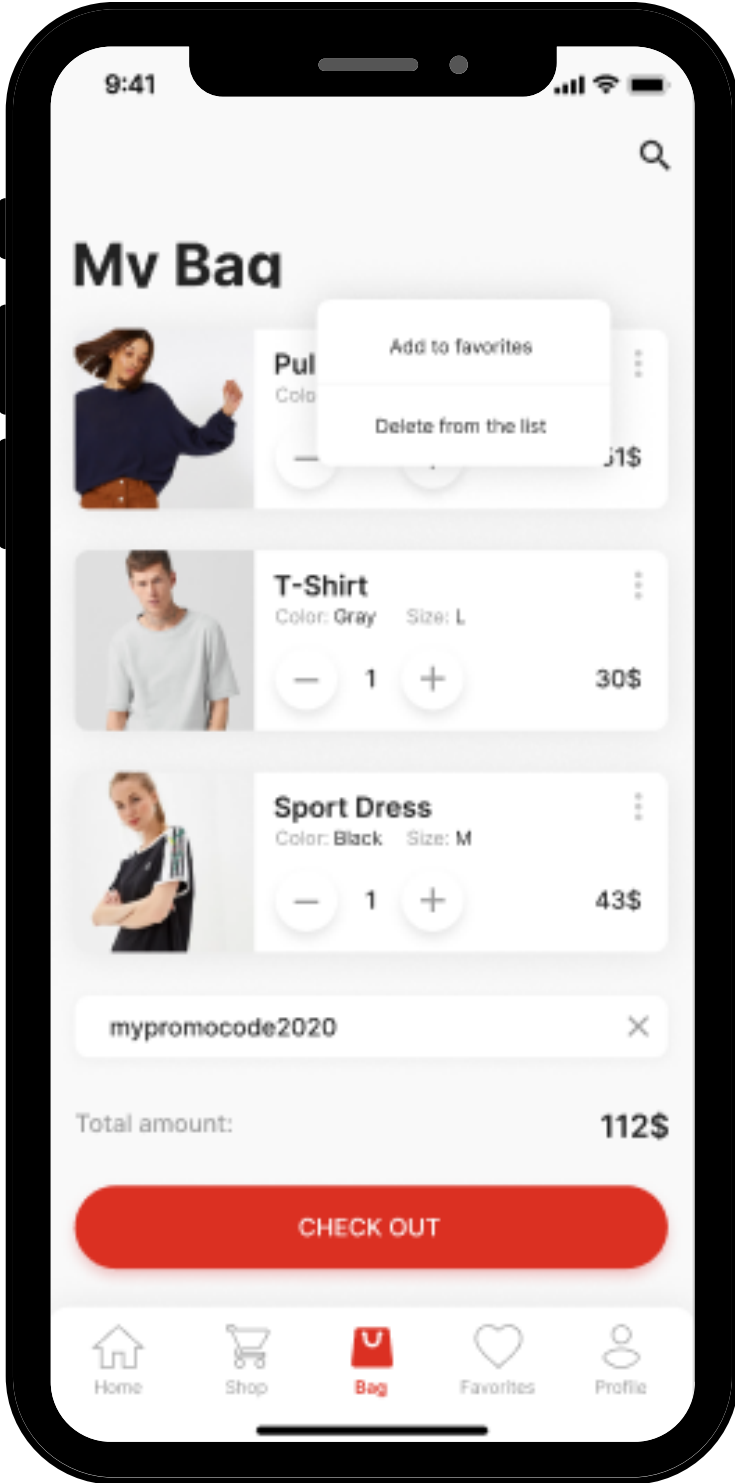 9:41
My Bag
Add to favorites
Pul
Colo
Delete from the list
51$
T-Shirt
Color: Gray Size: L
1
30$
Sport Dress
Color: Black Size: M
1
43$
mypromocode2020
Total amount:
112$
CHECK OUT
Home Shop Bag Favorites Profile